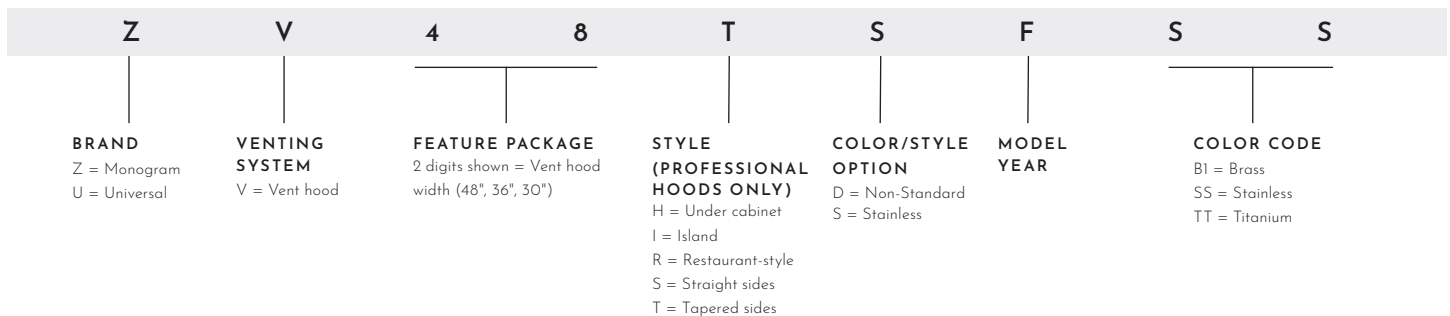 Z V 4 8 T S F S S
BRAND
Z = Monogram
U = Universal
VENTING
SYSTEM
V = Vent hood
FEATURE PACKAGE
2 digits shown = Vent hood
width (48", 36", 30")
STYLE
(PROFESSIONAL
HOODS ONLY)
H = Under cabinet
I = Island
R = Restaurant-style
S = Straight sides
T = Tapered sides
COLOR/STYLE
OPTION
D = Non-Standard
S = Stainless
MODEL
YEAR
COLOR CODE
B1 = Brass
SS = Stainless
TT = Titanium